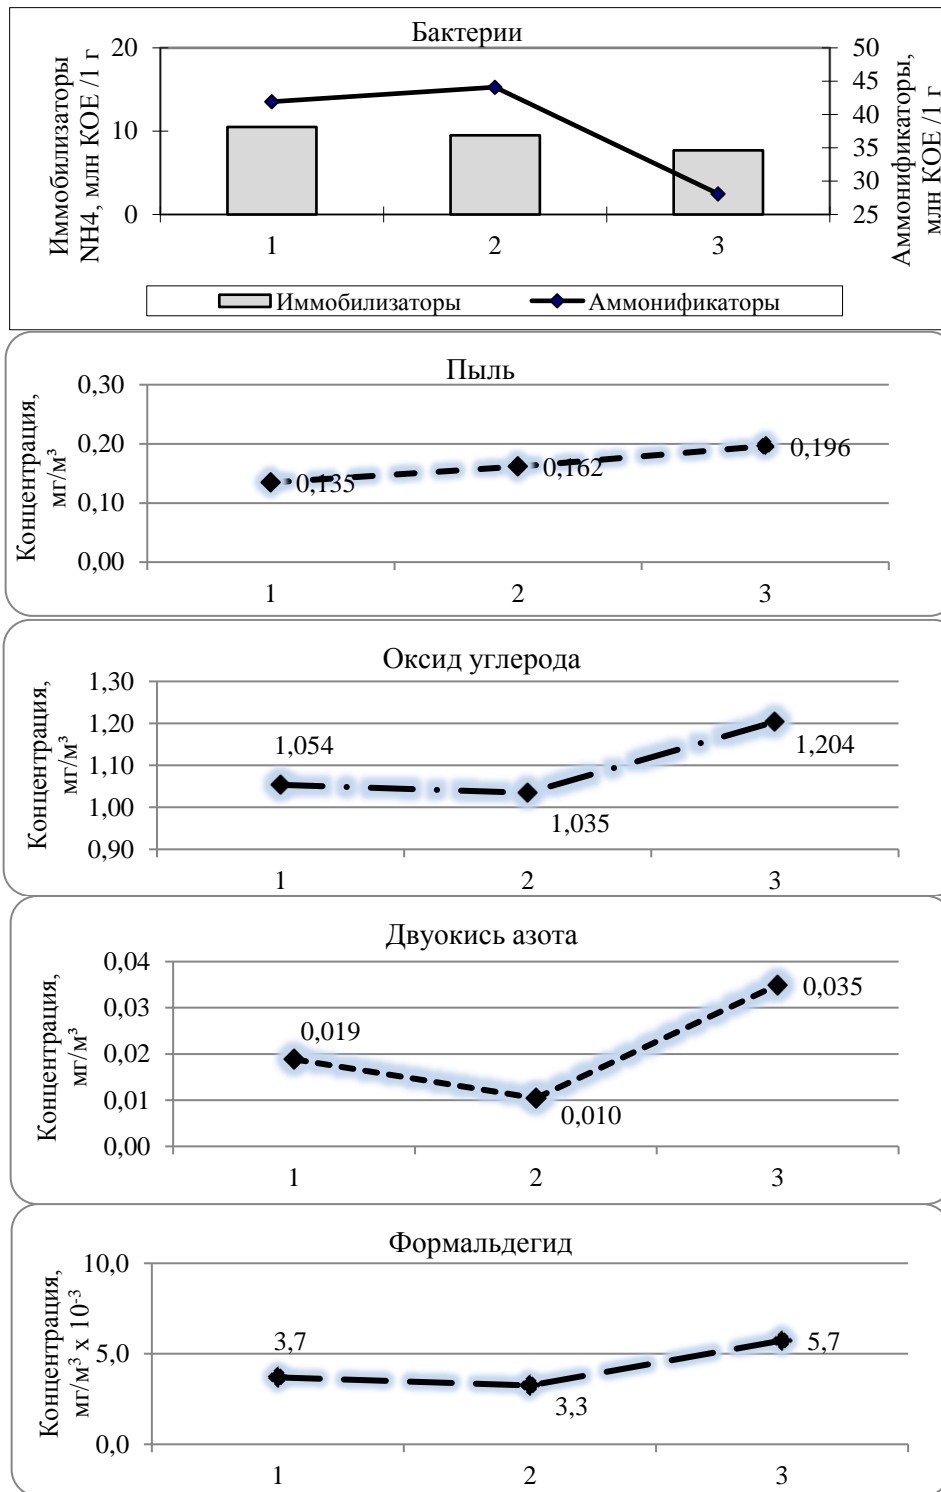 Бактерии
Иммобилизаторы
NH4, млн КОЕ /1 г
20
10
0
50
45
40
35
30
25
Аммонификаторы,
млн КОЕ /1 г
1 2 3
Иммобилизаторы Аммонификаторы
Пыль
Концентрация,
мг/м³
0,30
0,20
0,10
0,00
0,135 0,162 0,196
1 2 3
Оксид углерода
Концентрация,
мг/м³
1,30
1,20
1,10
1,00
0,90
1,054 1,035 1,204
1 2 3
Двуокись азота
Концентрация,
мг/м³
0,04
0,03
0,02
0,01
0,00
0,019 0,010 0,035
1 2 3
Формальдегид
Концентрация,
мг/м³ х 10⁻³
10,0
5,0
0,0
3,7 3,3 5,7
1 2 3